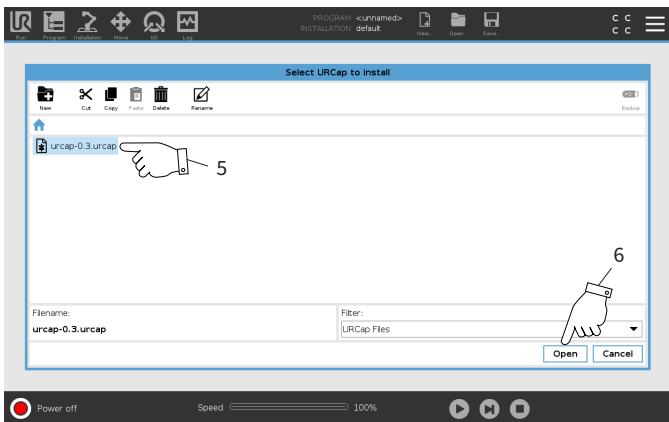 PROGRAM <unnamed>
INSTALLATION default
Run Program Installation Move I/O Log New... Open... Save...
C C
C C
Select URCap to install
New Cut Copy Paste Delete Rename Backup
urcap-0.3.urcap
5
6
Filename: Filter:
urcap-0.3.urcap URCap Files
Open Cancel
Power off Speed 100%